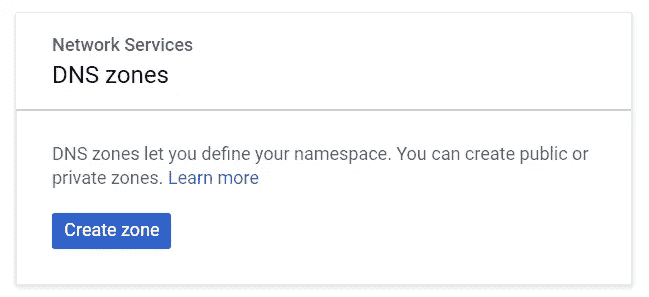 Network Services
DNS zones
DNS zones let you define your namespace. You can create public or
private zones. Learn more
Create zone